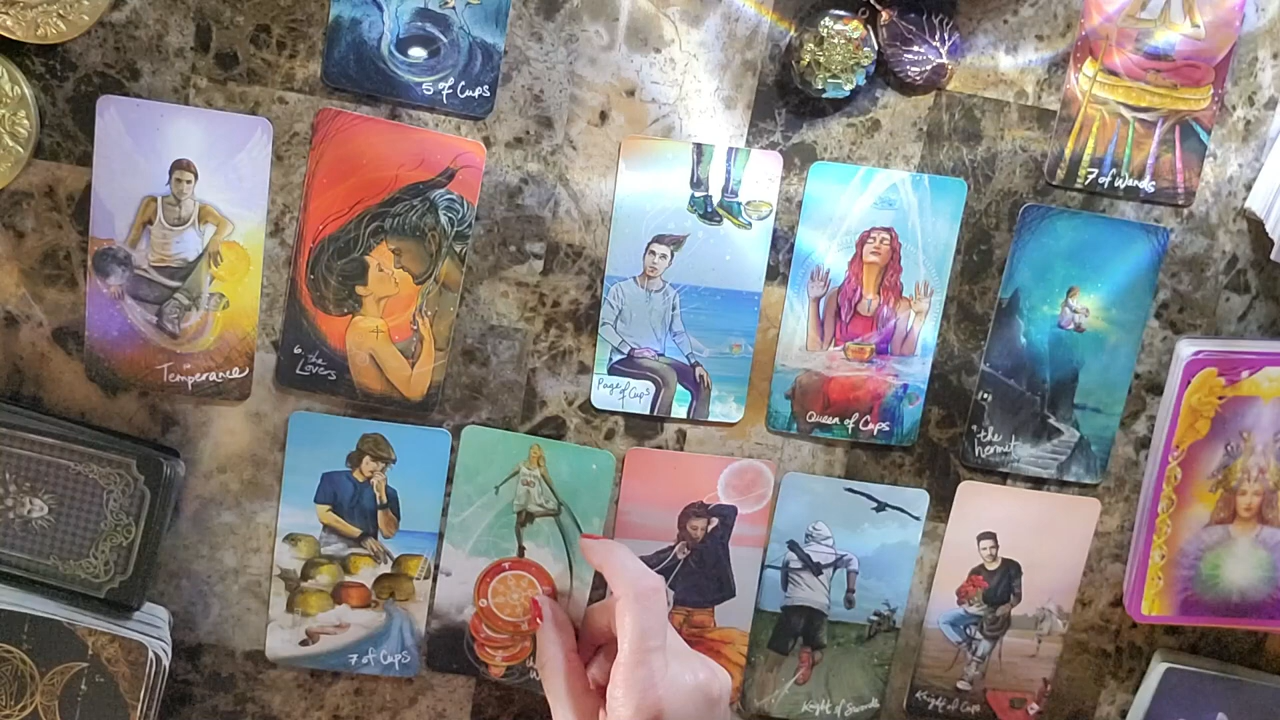 5 of Cups
7 of Wands
Temperance
6. the
Lovers
Page
of Cups
Queen of Cups
9. the
hermit
7 of Cups
Knight of Swords
Knight of Cups